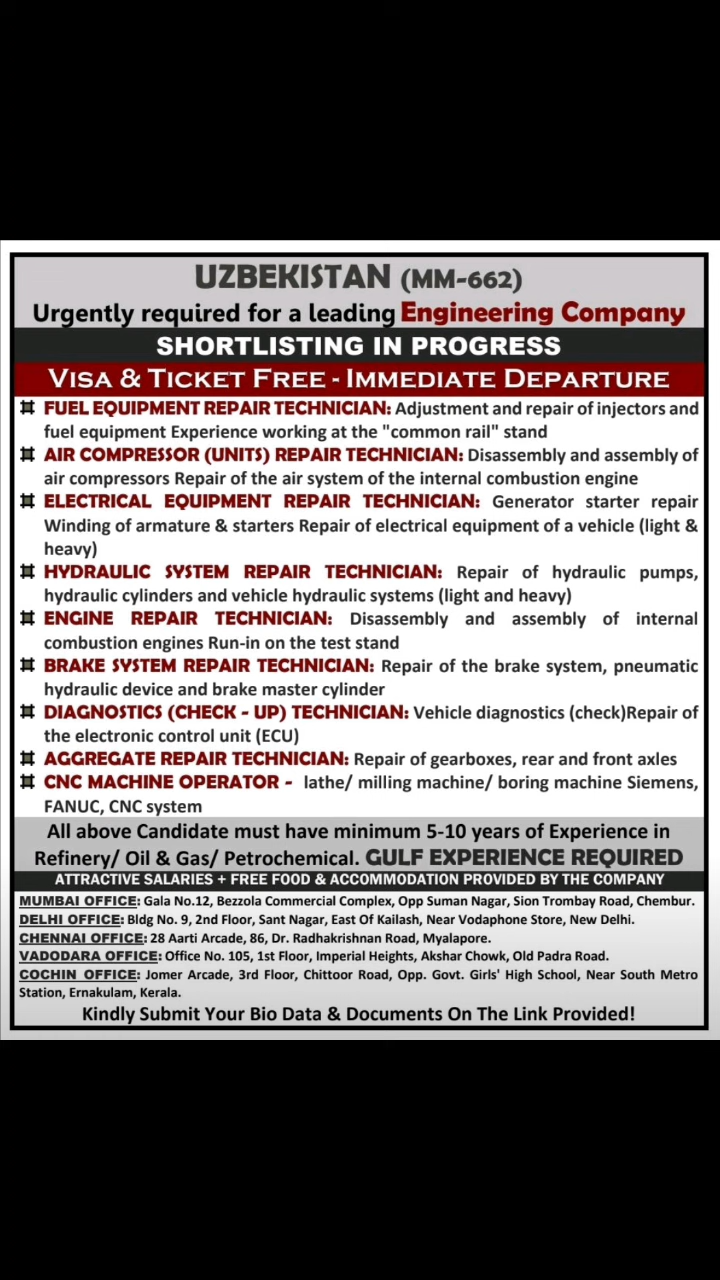 UZBEKISTAN (MM-662)
Urgently required for a leading Engineering Company
SHORTLISTING IN PROGRESS
VISA & TICKET FREE - IMMEDIATE DEPARTURE
FUEL EQUIPMENT REPAIR TECHNICIAN: Adjustment and repair of injectors and
fuel equipment Experience working at the "common rail" stand
AIR COMPRESSOR (UNITS) REPAIR TECHNICIAN: Disassembly and assembly of
air compressors Repair of the air system of the internal combustion engine
ELECTRICAL EQUIPMENT REPAIR TECHNICIAN: Generator starter repair
Winding of armature & starters Repair of electrical equipment of a vehicle (light &
heavy)
HYDRAULIC SYSTEM REPAIR TECHNICIAN: Repair of hydraulic pumps,
hydraulic cylinders and vehicle hydraulic systems (light and heavy)
ENGINE REPAIR TECHNICIAN: Disassembly and assembly of internal
combustion engines Run-in on the test stand
BRAKE SYSTEM REPAIR TECHNICIAN: Repair of the brake system, pneumatic
hydraulic device and brake master cylinder
DIAGNOSTICS (CHECK - UP) TECHNICIAN: Vehicle diagnostics (check)Repair of
the electronic control unit (ECU)
AGGREGATE REPAIR TECHNICIAN: Repair of gearboxes, rear and front axles
CNC MACHINE OPERATOR - lathe/ milling machine/ boring machine Siemens,
FANUC, CNC system
All above Candidate must have minimum 5-10 years of Experience in
Refinery/ Oil & Gas/ Petrochemical. GULF EXPERIENCE REQUIRED
ATTRACTIVE SALARIES + FREE FOOD & ACCOMMODATION PROVIDED BY THE COMPANY
MUMBAI OFFICE: Gala No.12, Bezzola Commercial Complex, Opp Suman Nagar, Sion Trombay Road, Chembur.
DELHI OFFICE: Bldg No. 9, 2nd Floor, Sant Nagar, East Of Kailash, Near Vodaphone Store, New Delhi.
CHENNAI OFFICE: 28 Aarti Arcade, 86, Dr. Radhakrishnan Road, Myalapore.
VADODARA OFFICE: Office No. 105, 1st Floor, Imperial Heights, Akshar Chowk, Old Padra Road.
COCHIN OFFICE: Jomer Arcade, 3rd Floor, Chittoor Road, Opp. Govt. Girls' High School, Near South Metro
Station, Ernakulam, Kerala.
Kindly Submit Your Bio Data & Documents On The Link Provided!